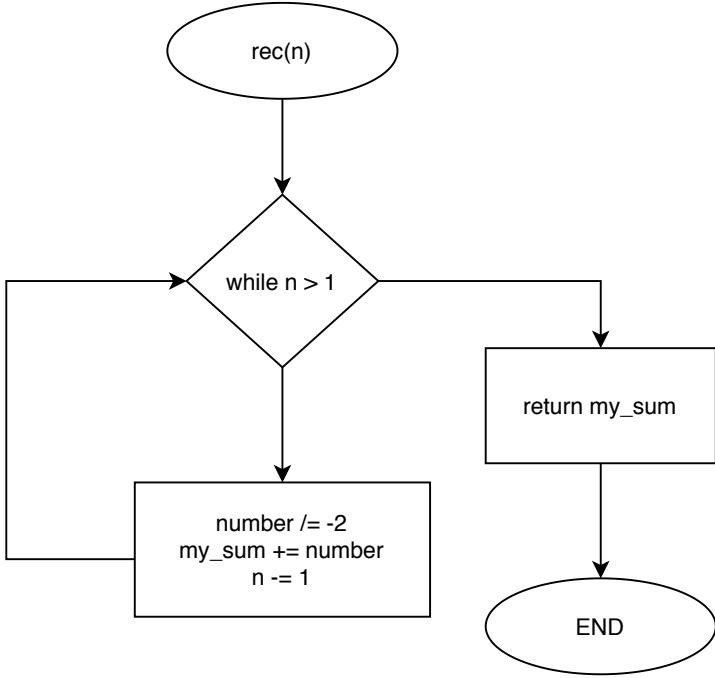 rec(n)
while n > 1
return my_sum
number /= -2
my_sum += number
n -= 1
END